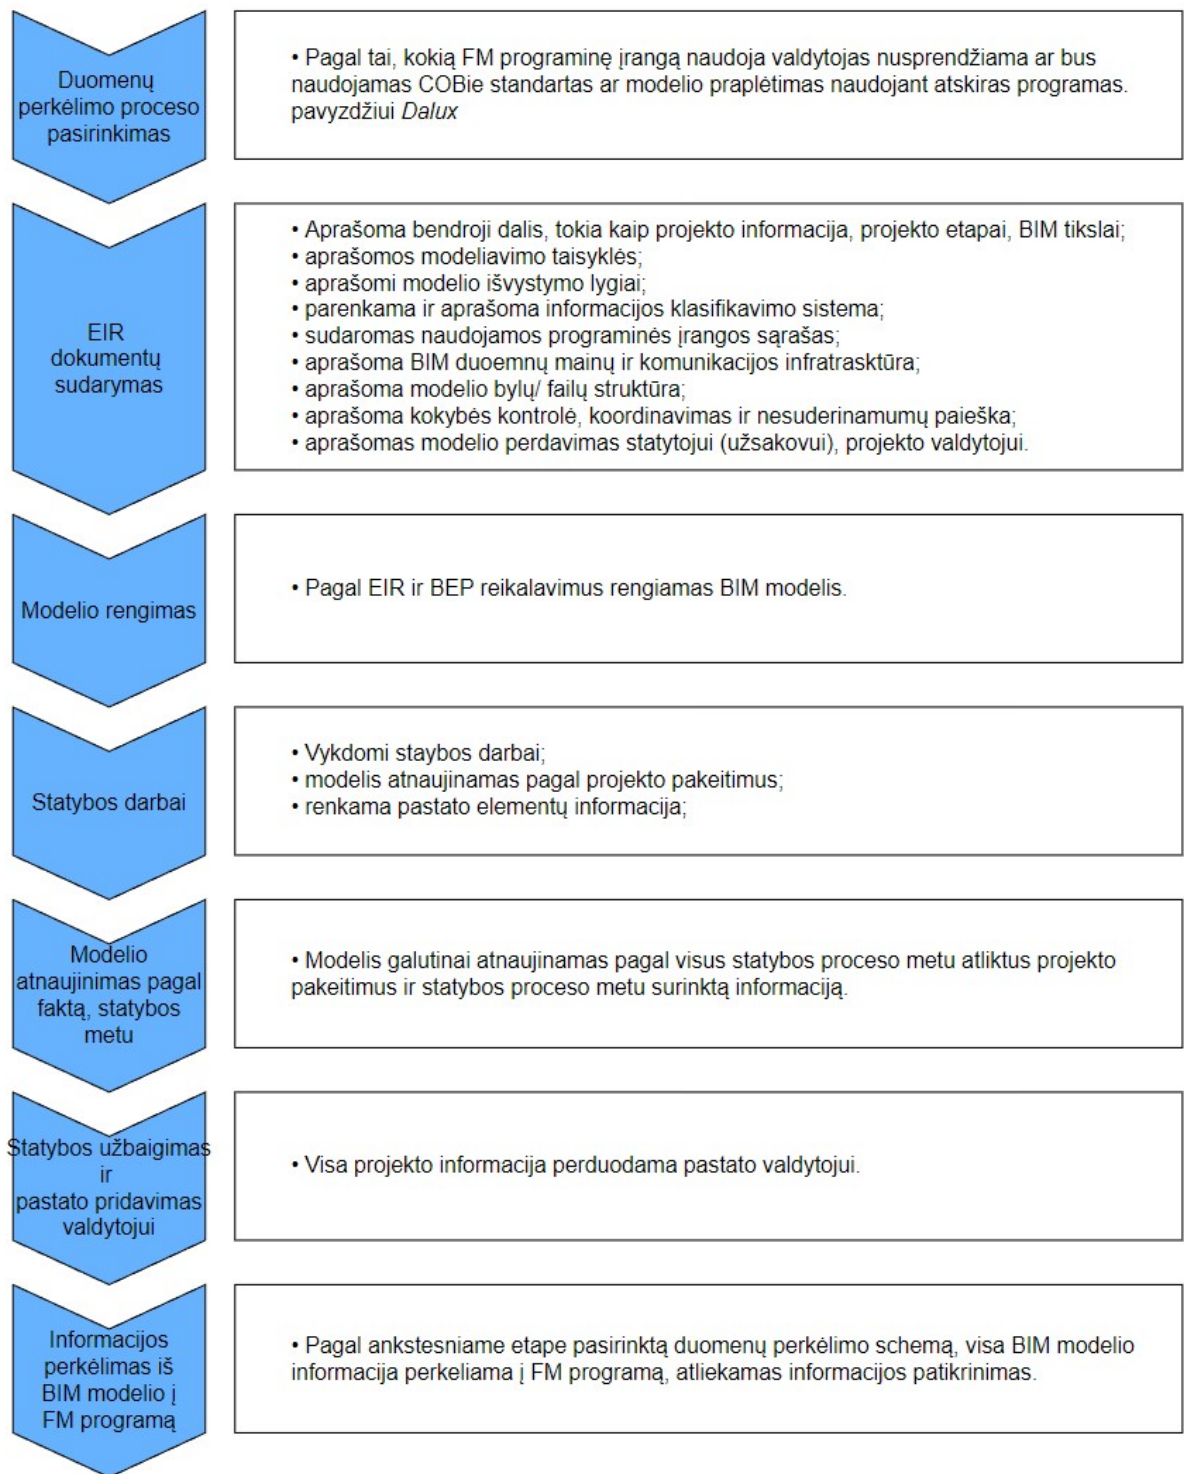 Duomenų
perkėlimo proceso
pasirinkimas
• Pagal tai, kokią FM programinę įrangą naudoja valdytojas nusprendžiama ar bus
naudojamas COBie standartas ar modelio praplėtimas naudojant atskiras programas.
pavyzdžiui Dalux
EIR
dokumentų
sudarymas
• Aprašoma bendroji dalis, tokia kaip projekto informacija, projekto etapai, BIM tikslai;
• aprašomos modeliavimo taisyklės;
• aprašomi modelio išvystymo lygiai;
• parenkama ir aprašoma informacijos klasifikavimo sistema;
• sudaromas naudojamos programinės įrangos sąrašas;
• aprašoma BIM duoemnų mainų ir komunikacijos infratrasktūra;
• aprašoma modelio bylų/ failų struktūra;
• aprašoma kokybės kontrolė, koordinavimas ir nesuderinamumų paieška;
• aprašomas modelio perdavimas statytojui (užsakovui), projekto valdytojui.
Modelio rengimas
• Pagal EIR ir BEP reikalavimus rengiamas BIM modelis.
Statybos darbai
• Vykdomi staybos darbai;
• modelis atnaujinamas pagal projekto pakeitimus;
• renkama pastato elementų informacija;
Modelio
atnaujinimas pagal
faktą, statybos
metu
• Modelis galutinai atnaujinamas pagal visus statybos proceso metu atliktus projekto
pakeitimus ir statybos proceso metu surinktą informaciją.
Statybos užbaigimas
ir
pastato pridavimas
valdytojui
• Visa projekto informacija perduodama pastato valdytojui.
Informacijos
perkėlimas iš
BIM modelio į
FM programą
• Pagal ankstesniame etape pasirinktą duomenų perkėlimo schemą, visa BIM modelio
informacija perkeliama į FM programą, atliekamas informacijos patikrinimas.